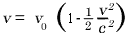 v = v₀ (1 - 1/2 v²/c²)